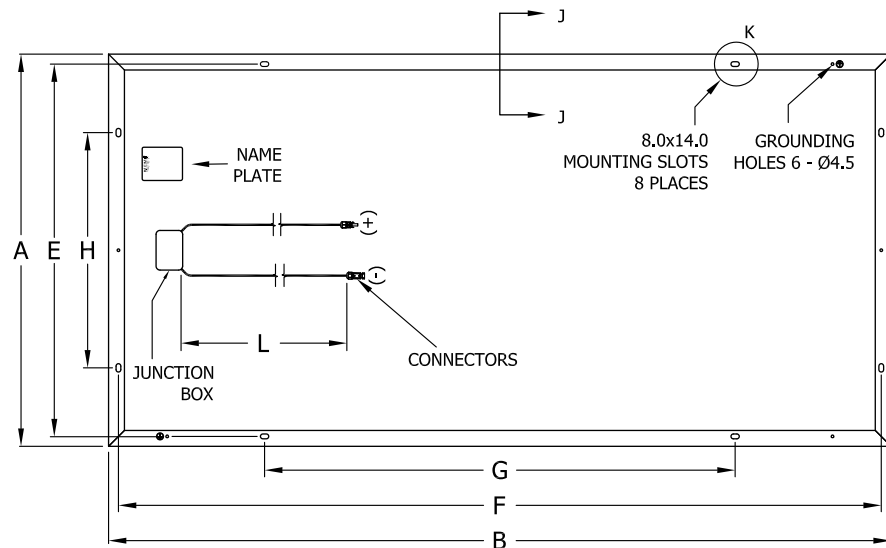 J
K
J
8.0x14.0
MOUNTING SLOTS
8 PLACES
GROUNDING
HOLES 6 - Ø4.5
NAME
PLATE
(+)
(-)
A
E
H
L
CONNECTORS
JUNCTION
BOX
G
F
B